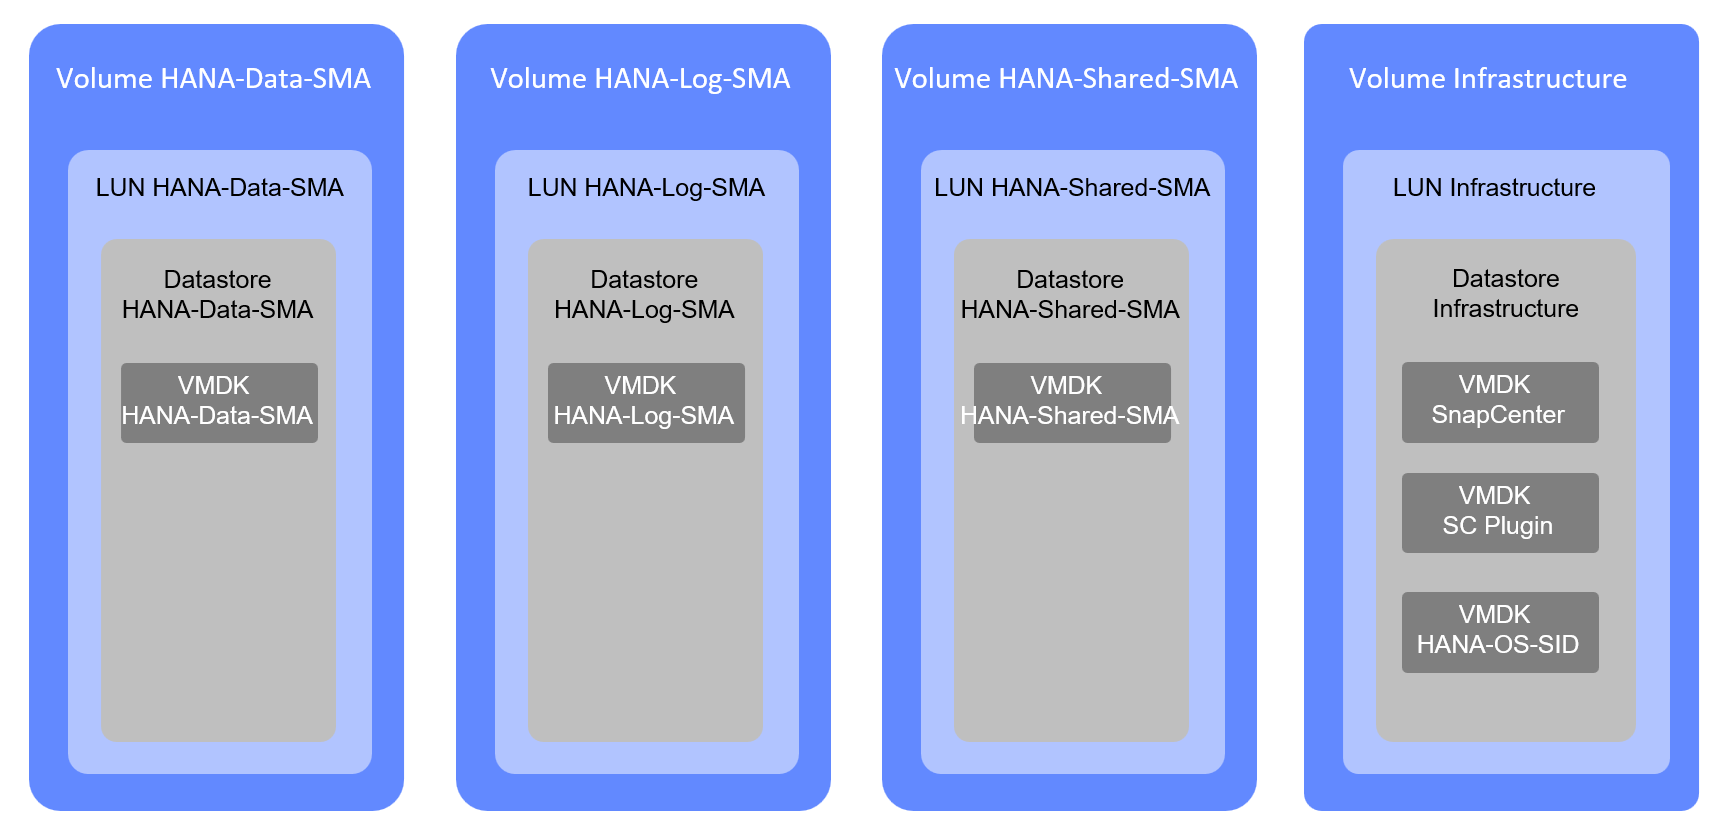 Volume HANA-Data-SMA
LUN HANA-Data-SMA
Datastore
HANA-Data-SMA
VMDK
HANA-Data-SMA
Volume HANA-Log-SMA
LUN HANA-Log-SMA
Datastore
HANA-Log-SMA
VMDK
HANA-Log-SMA
Volume HANA-Shared-SMA
LUN HANA-Shared-SMA
Datastore
HANA-Shared-SMA
VMDK
HANA-Shared-SMA
Volume Infrastructure
LUN Infrastructure
Datastore
Infrastructure
VMDK
SnapCenter
VMDK
SC Plugin
VMDK
HANA-OS-SID